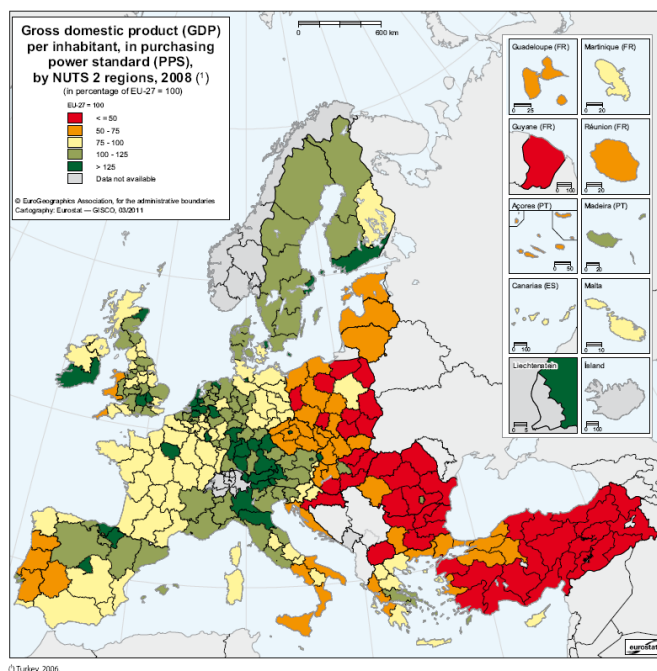 Gross domestic product (GDP)
per inhabitant, in purchasing
power standard (PPS),
by NUTS 2 regions, 2008 (¹)
(in percentage of EU-27 = 100)
EU-27 = 100
<= 50
50 - 75
75 - 100
100 - 125
> 125
Data not available
© EuroGeographics Association, for the administrative boundaries
Cartography: Eurostat — GISCO, 03/2011
0 600 km
Guadeloupe (FR)
0 25
Martinique (FR)
0 20
Guyane (FR)
0 100
Réunion (FR)
0 20
Açores (PT)
0 50
Madeira (PT)
0 20
Canarias (ES)
0 100
Malta
0 10
Liechtenstein
0 5
Ísland
0 100
eurostat
(¹) Turkey, 2006.